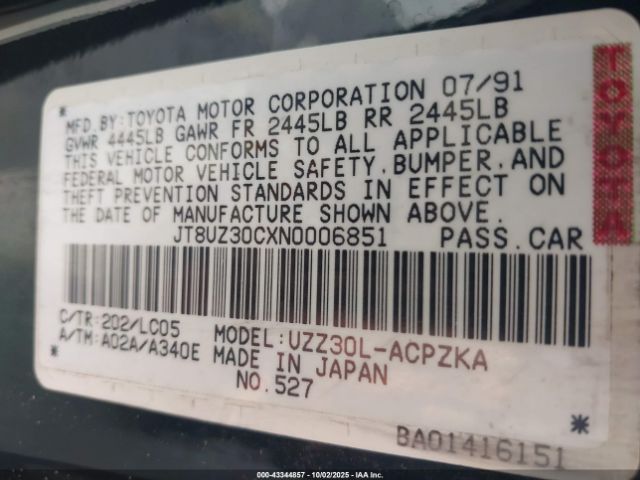 MFD.BY:TOYOTA MOTOR CORPORATION 07/91
GVWR 4445LB GAWR FR 2445LB RR 2445LB
THIS VEHICLE CONFORMS TO ALL APPLICABLE
FEDERAL MOTOR VEHICLE SAFETY,BUMPER,AND
THEFT PREVENTION STANDARDS IN EFFECT ON
THE DATE OF MANUFACTURE SHOWN ABOVE.
JT8UZ30CXN0006851 PASS.CAR
C/TR:202/LC05 MODEL:UZZ30L-ACPZKA
A/TM:A02A/A340E MADE IN JAPAN
NO.527
BA01416151
TOYOTA
000-43344857 | 10/02/2025 | IAA Inc.